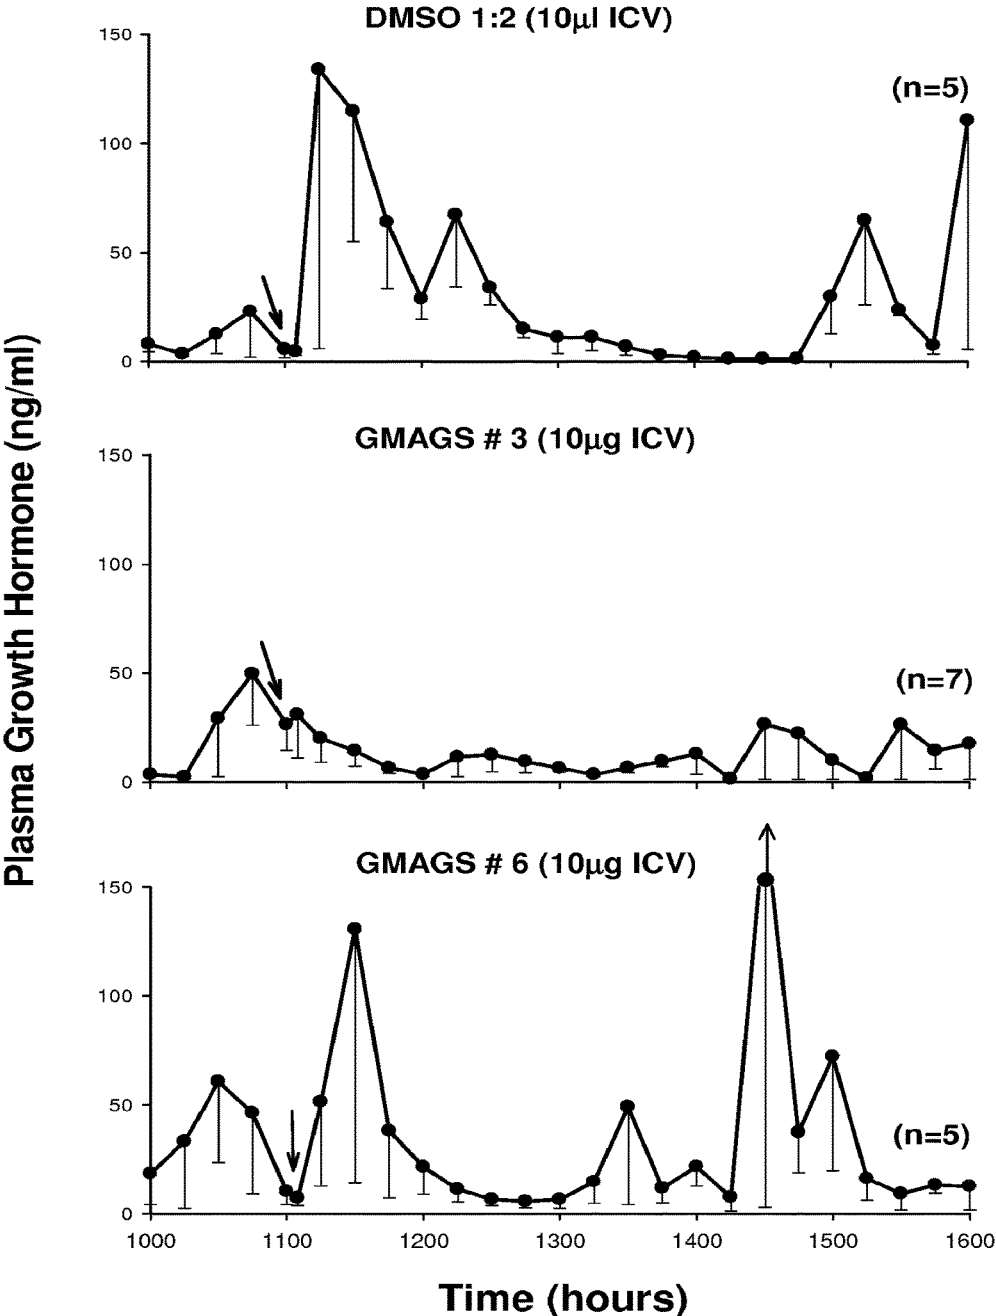 DMSO 1:2 (10µl ICV)
150
(n=5)
100
50
0
GMAGS # 3 (10µg ICV)
150
100
50
(n=7)
0
GMAGS # 6 (10µg ICV)
150
100
50
(n=5)
0
1000 1100 1200 1300 1400 1500 1600
Time (hours)
Plasma Growth Hormone (ng/ml)